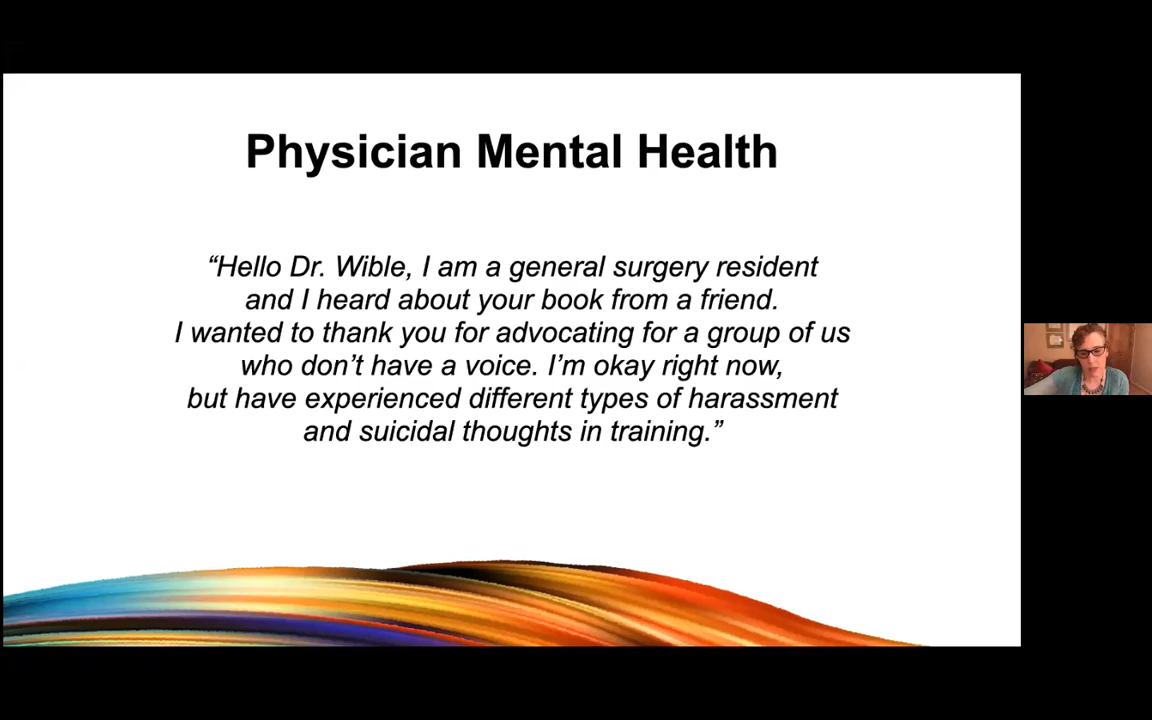 Physician Mental Health
“Hello Dr. Wible, I am a general surgery resident
and I heard about your book from a friend.
I wanted to thank you for advocating for a group of us
who don’t have a voice. I’m okay right now,
but have experienced different types of harassment
and suicidal thoughts in training.”